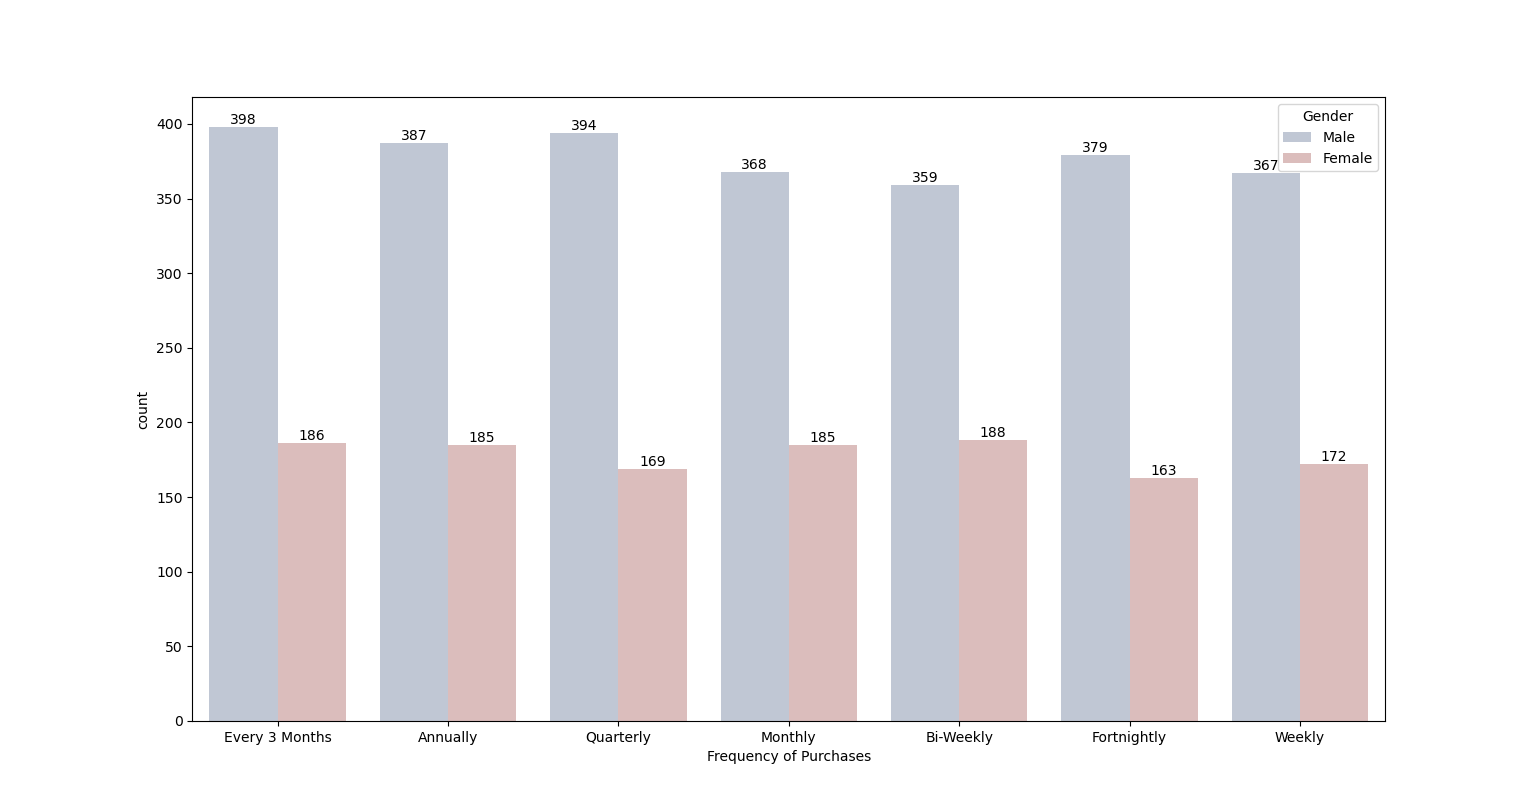 Gender
Male
Female
398
387
394
368
359
379
367
186
185
169
185
188
163
172
400
350
300
250
200
150
100
50
0
count
Every 3 Months
Annually
Quarterly
Monthly
Bi-Weekly
Fortnightly
Weekly
Frequency of Purchases